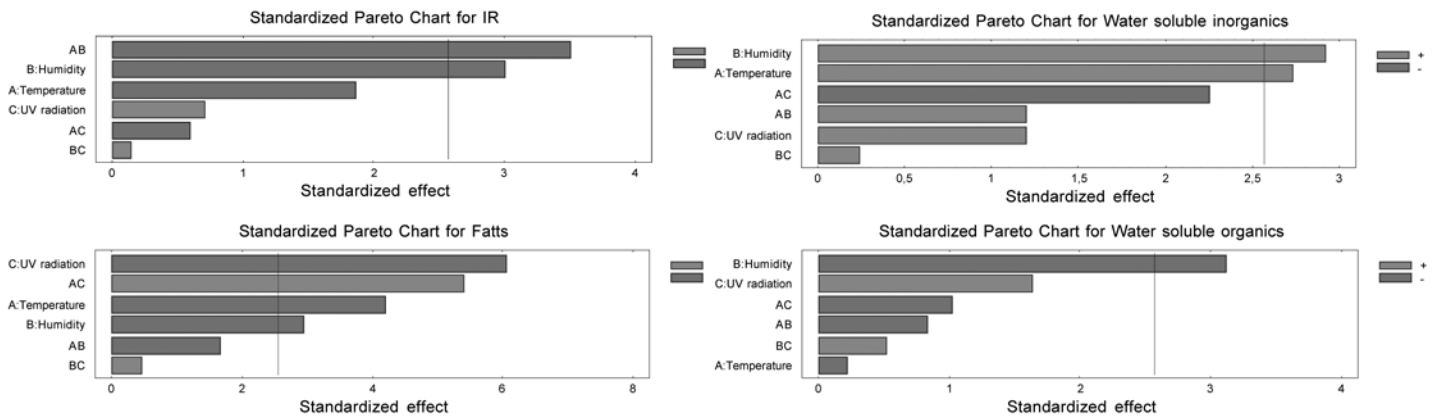 Standardized Pareto Chart for IR
AB
B:Humidity
A:Temperature
C:UV radiation
AC
BC
0 1 2 3 4
Standardized effect
Standardized Pareto Chart for Water soluble inorganics
B:Humidity
A:Temperature
AC
AB
C:UV radiation
BC
+
-
0 0,5 1 1,5 2 2,5 3
Standardized effect
Standardized Pareto Chart for Fatts
C:UV radiation
AC
A:Temperature
B:Humidity
AB
BC
0 2 4 6 8
Standardized effect
Standardized Pareto Chart for Water soluble organics
B:Humidity
C:UV radiation
AC
AB
BC
A:Temperature
+
-
0 1 2 3 4
Standardized effect